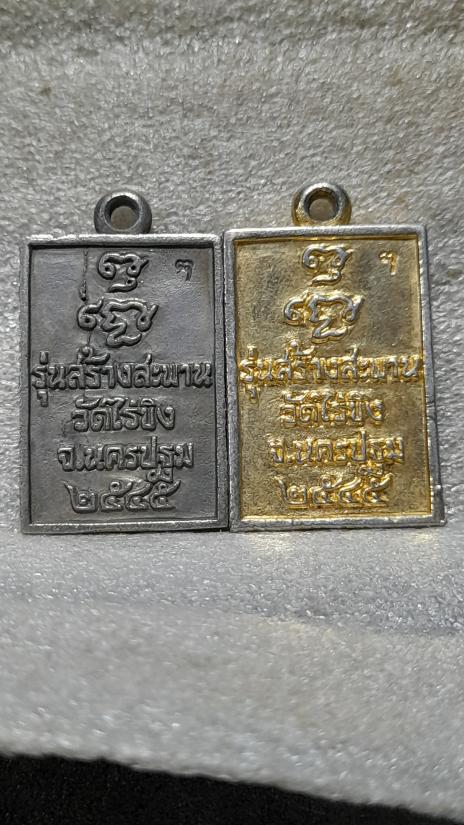 รุ่นสร้างสะพาน
วัดไร่ขิง
จ.นครปฐม
๒๕๔๕
รุ่นสร้างสะพาน
วัดไร่ขิง
จ.นครปฐม
๒๕๔๕